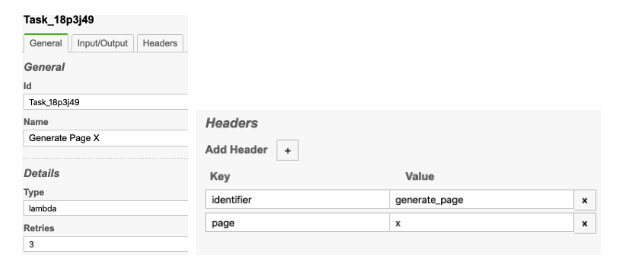 Task_18p3j49
General Input/Output Headers
General
Id
Task_18p3j49
Name
Generate Page X
Details
Type
lambda
Retries
3
Headers
Add Header +
Key Value
identifier generate_page x
page x x